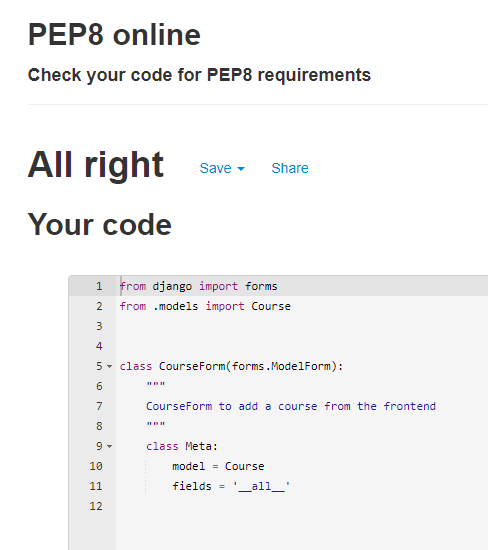 PEP8 online
Check your code for PEP8 requirements
All right Save Share
Your code
1 from django import forms
2 from .models import Course
3
4
5 class CourseForm(forms.ModelForm):
6     """
7     CourseForm to add a course from the frontend
8     """
9     class Meta:
10         model = Course
11         fields = '__all__'
12